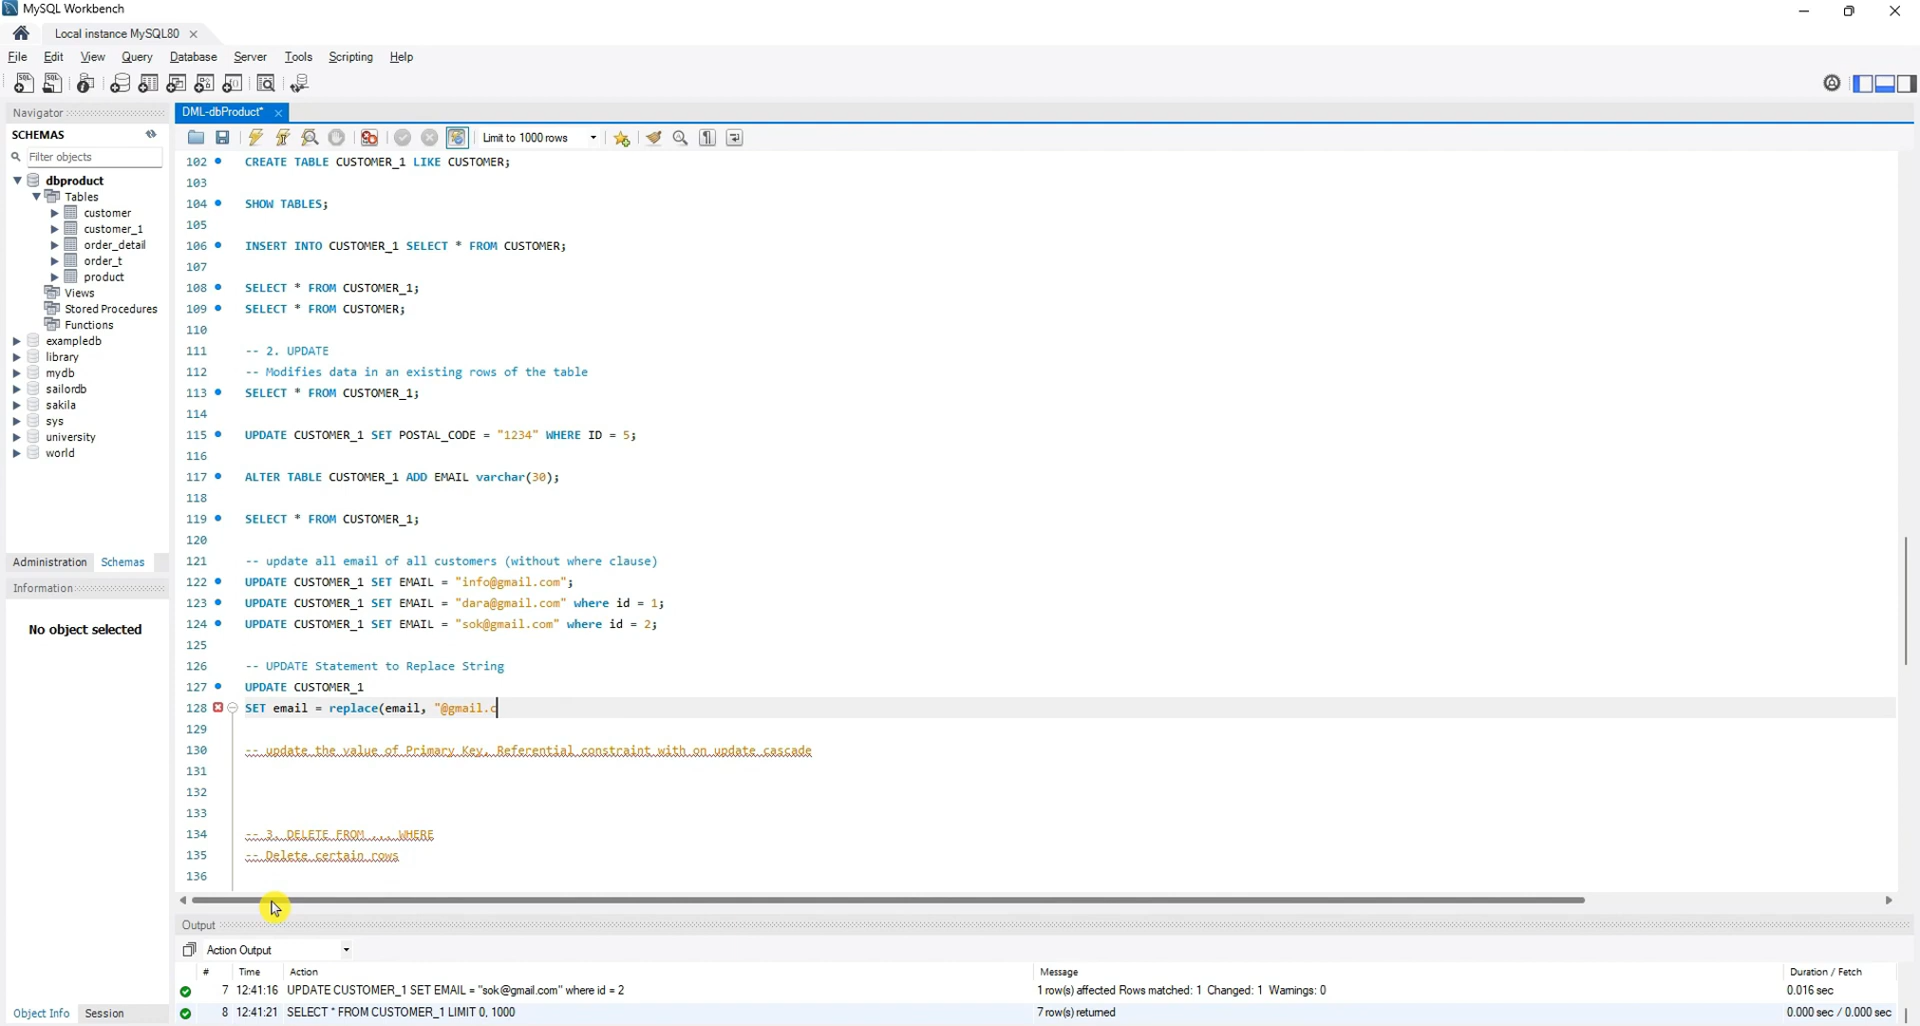 MySQL Workbench
Local instance MySQL80
File Edit View Query Database Server Tools Scripting Help
Navigator
DML-dbProduct*
SCHEMAS
Limit to 1000 rows
Filter objects
dbproduct
Tables
customer
customer_1
order_detail
order_t
product
Views
Stored Procedures
Functions
exampledb
library
mydb
sailordb
sakila
sys
university
world
Administration Schemas
Information
No object selected
Object Info Session
102 CREATE TABLE CUSTOMER_1 LIKE CUSTOMER;
103
104 SHOW TABLES;
105
106 INSERT INTO CUSTOMER_1 SELECT * FROM CUSTOMER;
107
108 SELECT * FROM CUSTOMER_1;
109 SELECT * FROM CUSTOMER;
110
111 -- 2. UPDATE
112 -- Modifies data in an existing rows of the table
113 SELECT * FROM CUSTOMER_1;
114
115 UPDATE CUSTOMER_1 SET POSTAL_CODE = "1234" WHERE ID = 5;
116
117 ALTER TABLE CUSTOMER_1 ADD EMAIL varchar(30);
118
119 SELECT * FROM CUSTOMER_1;
120
121 -- update all email of all customers (without where clause)
122 UPDATE CUSTOMER_1 SET EMAIL = "info@gmail.com";
123 UPDATE CUSTOMER_1 SET EMAIL = "dara@gmail.com" where id = 1;
124 UPDATE CUSTOMER_1 SET EMAIL = "sok@gmail.com" where id = 2;
125
126 -- UPDATE Statement to Replace String
127 UPDATE CUSTOMER_1
128 SET email = replace(email, "@gmail.c
129
130 -- update the value of Primary Key, Referential constraint with on update cascade
131
132
133
134 -- 3. DELETE FROM ... WHERE
135 -- Delete certain rows
136
Output
Action Output
# Time Action Message Duration / Fetch
7 12:41:16 UPDATE CUSTOMER_1 SET EMAIL = "sok@gmail.com" where id = 2 1 row(s) affected Rows matched: 1 Changed: 1 Warnings: 0 0.016 sec
8 12:41:21 SELECT * FROM CUSTOMER_1 LIMIT 0, 1000 7 row(s) returned 0.000 sec / 0.000 sec